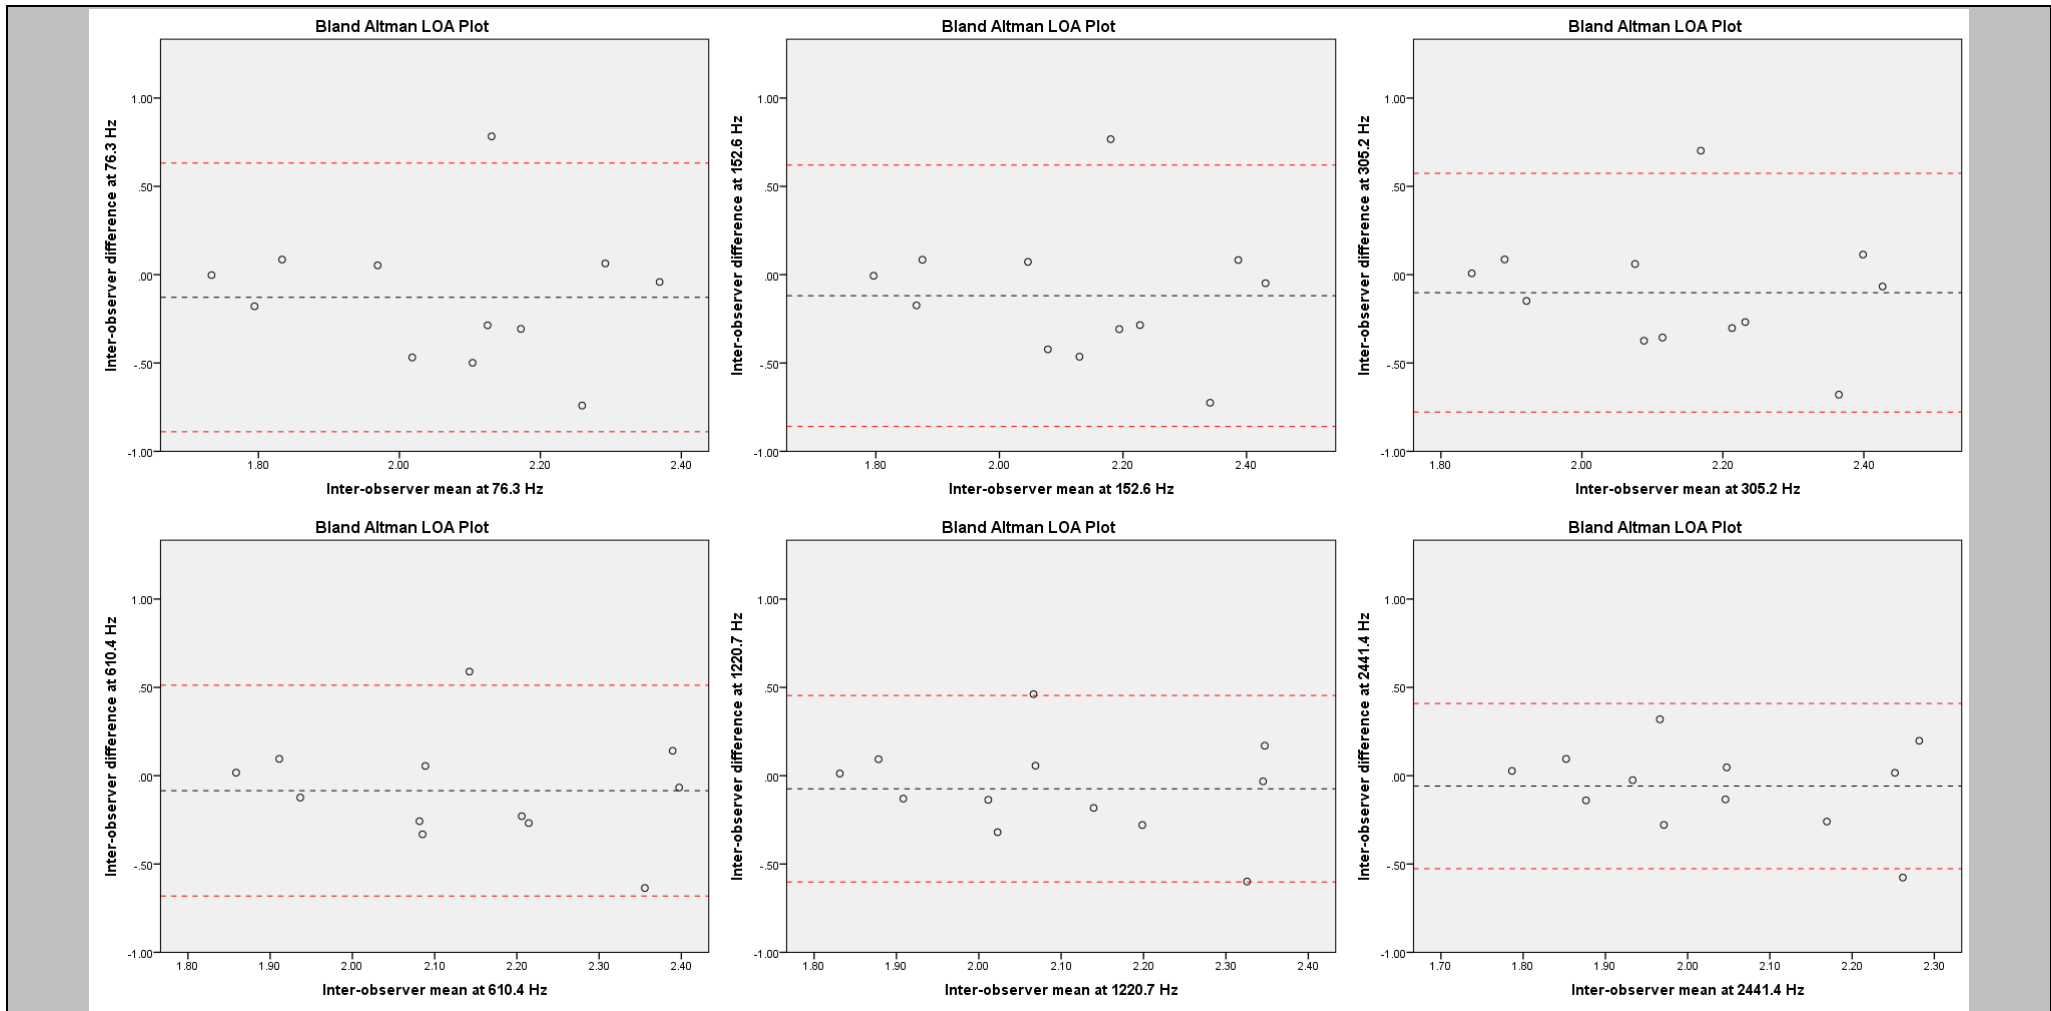 Bland Altman LOA Plot
Inter-observer difference at 76.3 Hz
1.00
.50
.00
-.50
-1.00
1.80 2.00 2.20 2.40
Inter-observer mean at 76.3 Hz
Bland Altman LOA Plot
Inter-observer difference at 152.6 Hz
1.00
.50
.00
-.50
-1.00
1.80 2.00 2.20 2.40
Inter-observer mean at 152.6 Hz
Bland Altman LOA Plot
Inter-observer difference at 305.2 Hz
1.00
.50
.00
-.50
-1.00
1.80 2.00 2.20 2.40
Inter-observer mean at 305.2 Hz
Bland Altman LOA Plot
Inter-observer difference at 610.4 Hz
1.00
.50
.00
-.50
-1.00
1.80 1.90 2.00 2.10 2.20 2.30 2.40
Inter-observer mean at 610.4 Hz
Bland Altman LOA Plot
Inter-observer difference at 1220.7 Hz
1.00
.50
.00
-.50
-1.00
1.80 1.90 2.00 2.10 2.20 2.30 2.40
Inter-observer mean at 1220.7 Hz
Bland Altman LOA Plot
Inter-observer difference at 2441.4 Hz
1.00
.50
.00
-.50
-1.00
1.70 1.80 1.90 2.00 2.10 2.20 2.30
Inter-observer mean at 2441.4 Hz